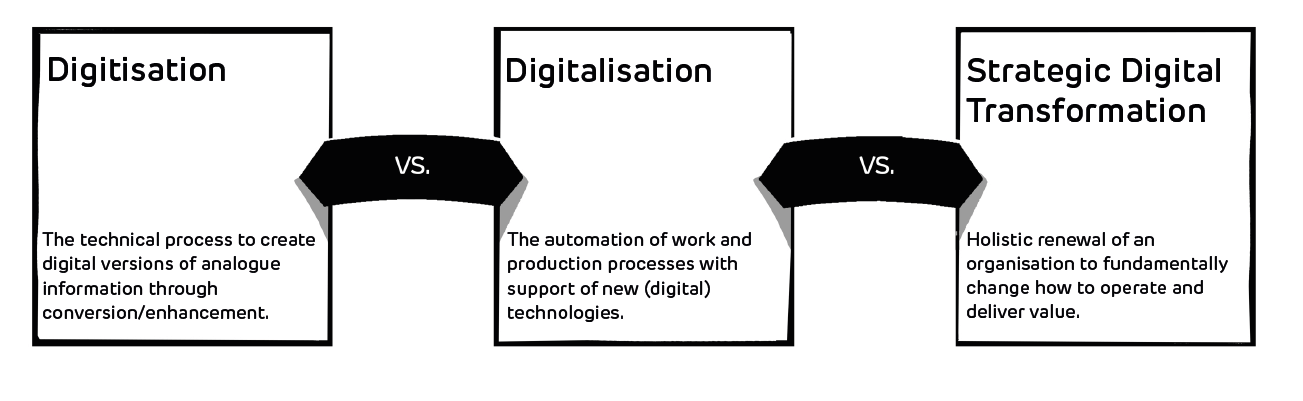 Digitisation
The technical process to create
digital versions of analogue
information through
conversion/enhancement.
VS.
Digitalisation
The automation of work and
production processes with
support of new (digital)
technologies.
VS.
Strategic Digital
Transformation
Holistic renewal of an
organisation to fundamentally
change how to operate and
deliver value.